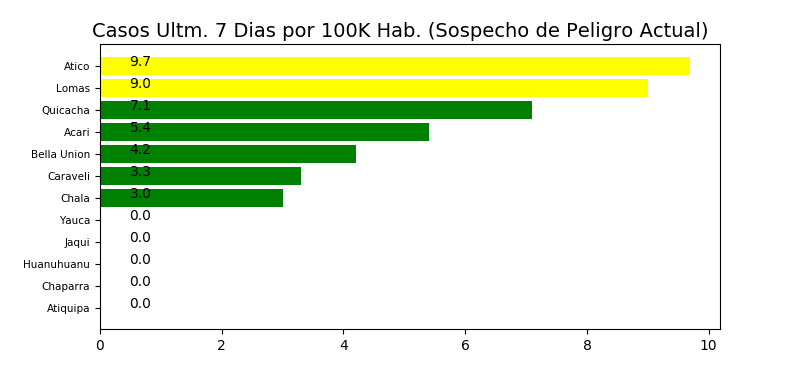 Casos Ultm. 7 Dias por 100K Hab. (Sospecho de Peligro Actual)
Atico 9.7
Lomas 9.0
Quicacha 7.1
Acari 5.4
Bella Union 4.2
Caraveli 3.3
Chala 3.0
Yauca 0.0
Jaqui 0.0
Huanuhuanu 0.0
Chaparra 0.0
Atiquipa 0.0
0 2 4 6 8 10